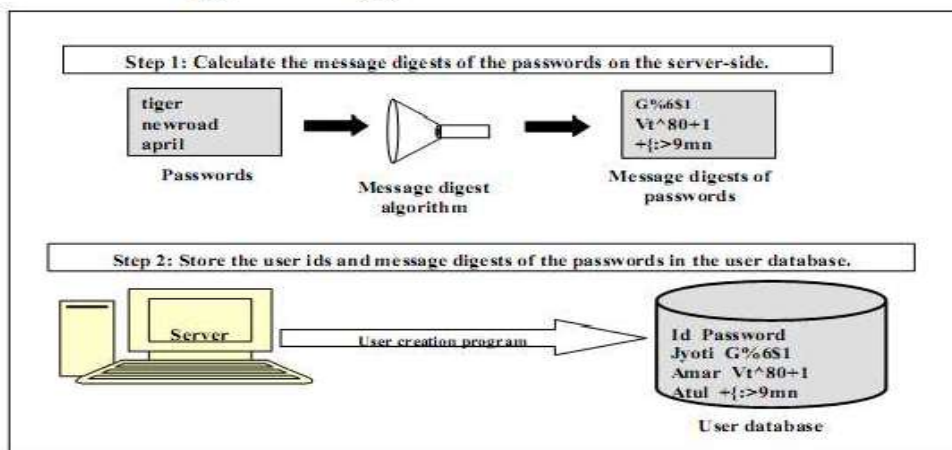 Step 1: Calculate the message digests of the passwords on the server-side.
tiger
newroad
april
Passwords
Message digest
algorithm
G%6$1
Vt^80+1
+{:>9mn
Message digests of
passwords
Step 2: Store the user ids and message digests of the passwords in the user database.
Server
User creation program
Id Password
Jyoti G%6$1
Amar Vt^80+1
Atul +{:>9mn
User database